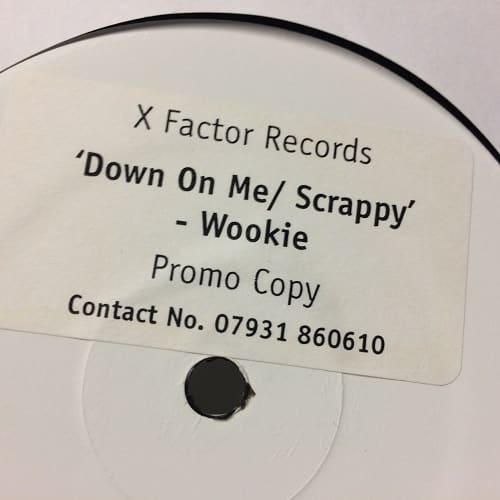 X Factor Records
‘Down On Me/ Scrappy’
- Wookie
Promo Copy
Contact No. 07931 860610